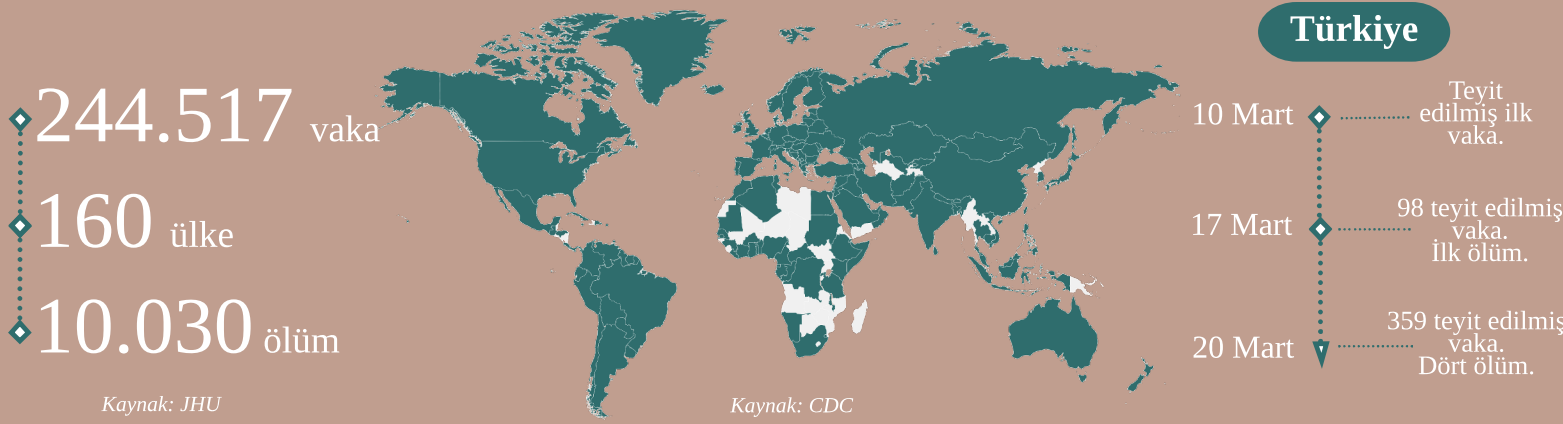 244.517 vaka
160 ülke
10.030 ölüm
Kaynak: JHU
Kaynak: CDC
Türkiye
10 Mart
Teyit
edilmiş ilk
vaka.
17 Mart
98 teyit edilmiş
vaka.
İlk ölüm.
20 Mart
359 teyit edilmiş
vaka.
Dört ölüm.